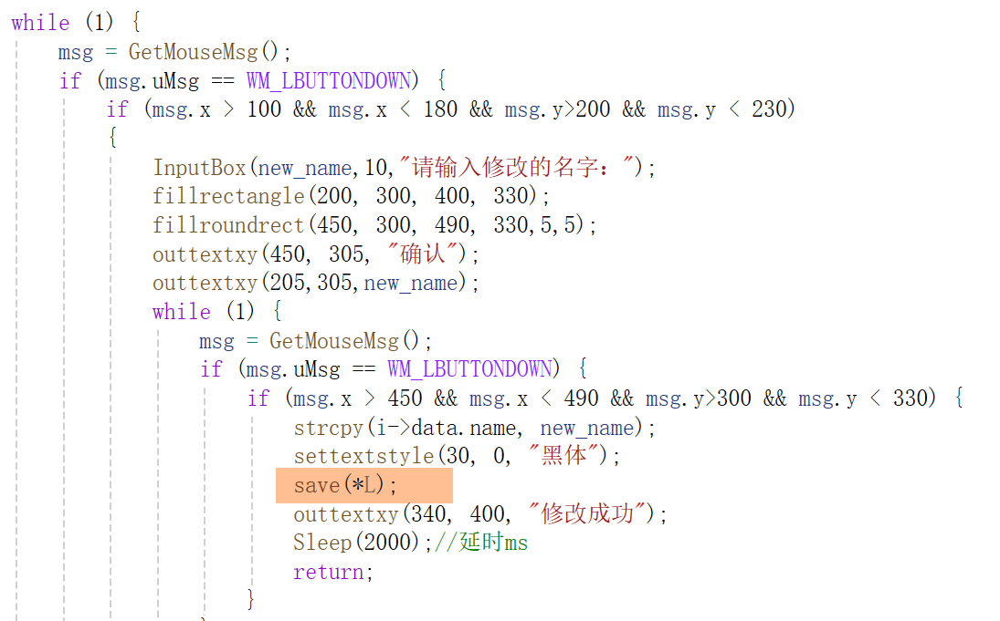 while (1) {
msg = GetMouseMsg();
if (msg.uMsg == WM_LBUTTONDOWN) {
if (msg.x > 100 && msg.x < 180 && msg.y>200 && msg.y < 230)
{
InputBox(new_name,10,"请输入修改的名字：");
fillrectangle(200, 300, 400, 330);
fillroundrect(450, 300, 490, 330,5,5);
outtextxy(450, 305, "确认");
outtextxy(205,305,new_name);
while (1) {
msg = GetMouseMsg();
if (msg.uMsg == WM_LBUTTONDOWN) {
if (msg.x > 450 && msg.x < 490 && msg.y>300 && msg.y < 330) {
strcpy(i->data.name, new_name);
settextstyle(30, 0, "黑体");
save(*L);
outtextxy(340, 400, "修改成功");
Sleep(2000);//延时ms
return;
}